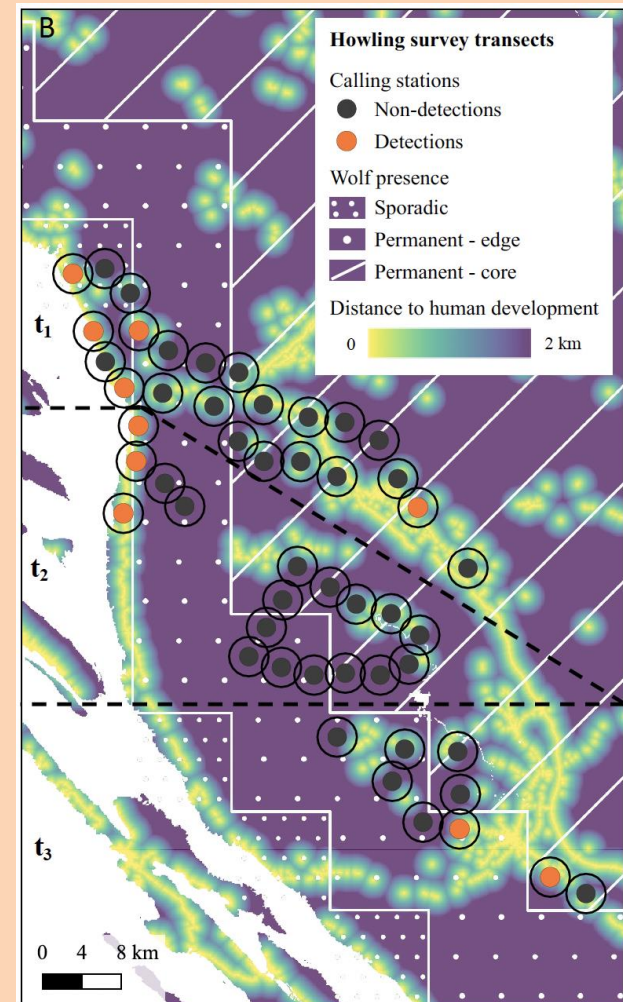 B
Howling survey transects
Calling stations
Non-detections
Detections
Wolf presence
Sporadic
Permanent - edge
Permanent - core
Distance to human development
0 2 km
t1
t2
t3
0 4 8 km